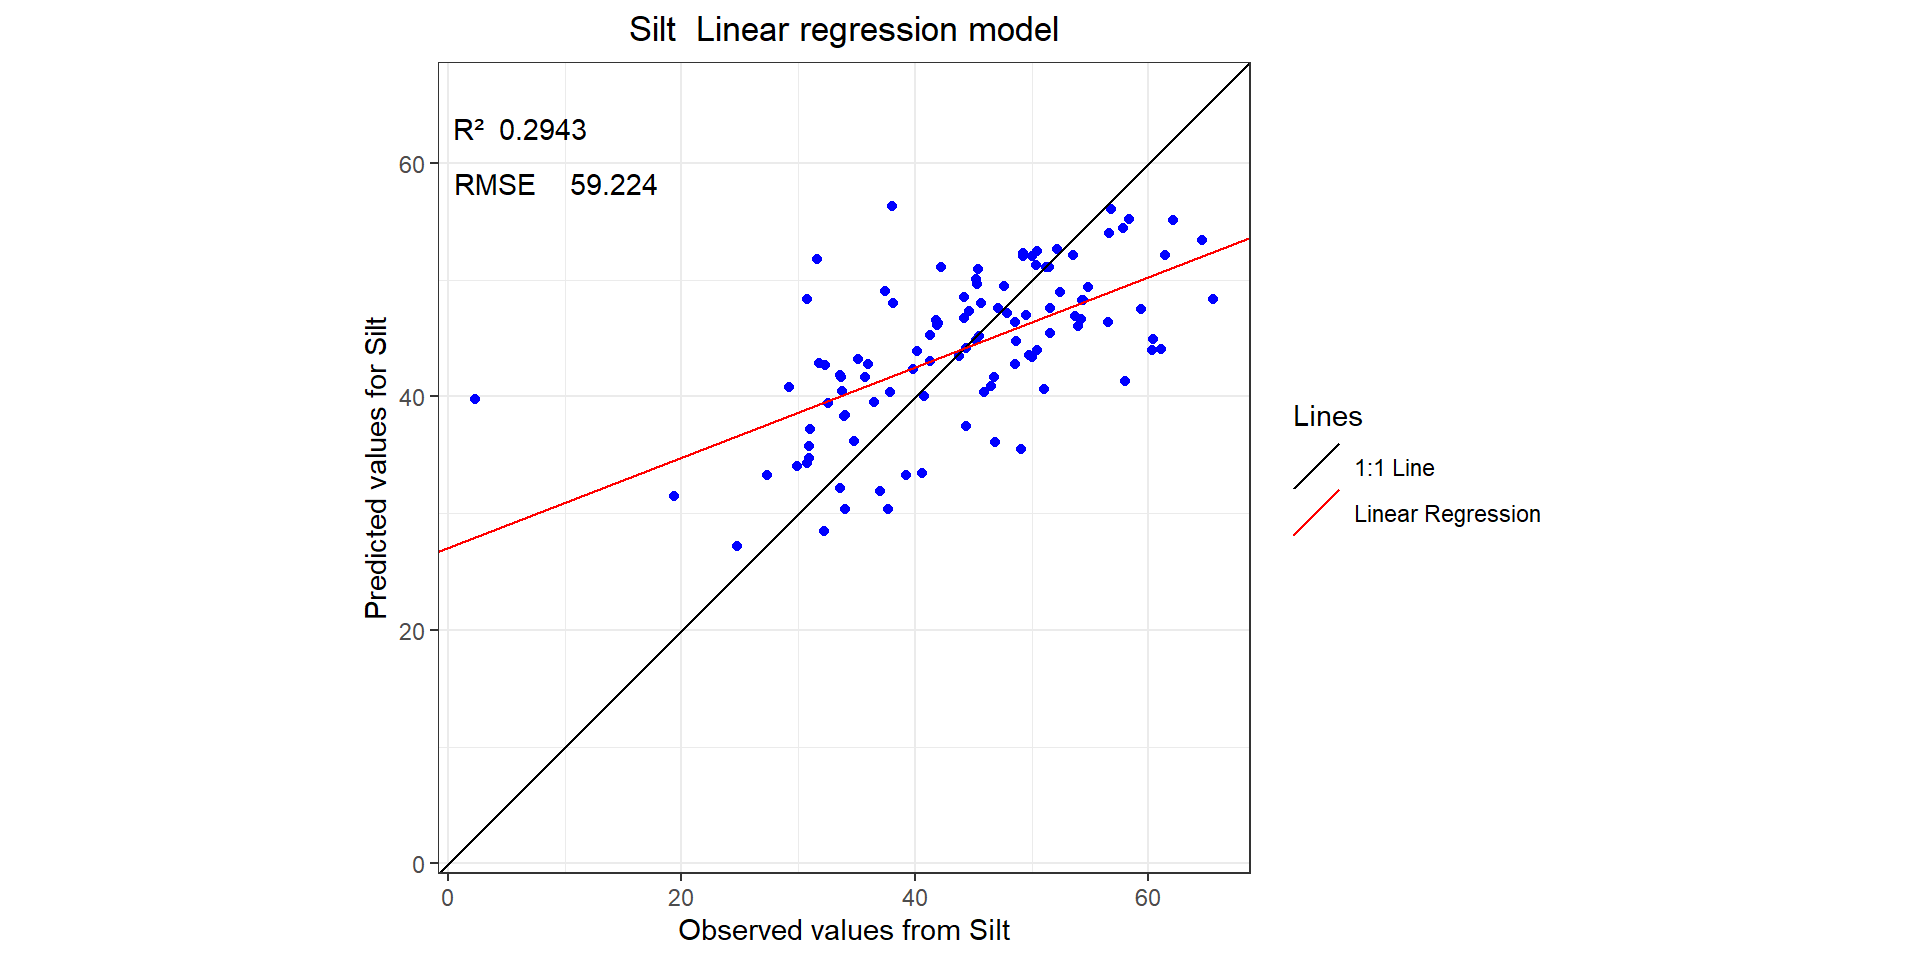 Silt  Linear regression model
R²  0.2943
RMSE    59.224
60
40
20
0
Predicted values for Silt
0 20 40 60
Observed values from Silt
Lines
1:1 Line
Linear Regression